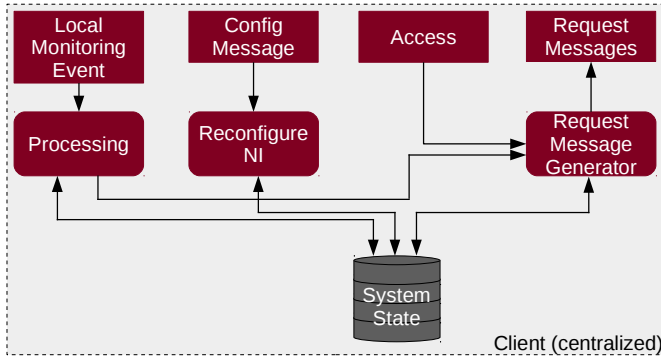 Local
Monitoring
Event
Config
Message
Access
Request
Messages
Processing
Reconfigure
NI
Request
Message
Generator
System
State
Client (centralized)